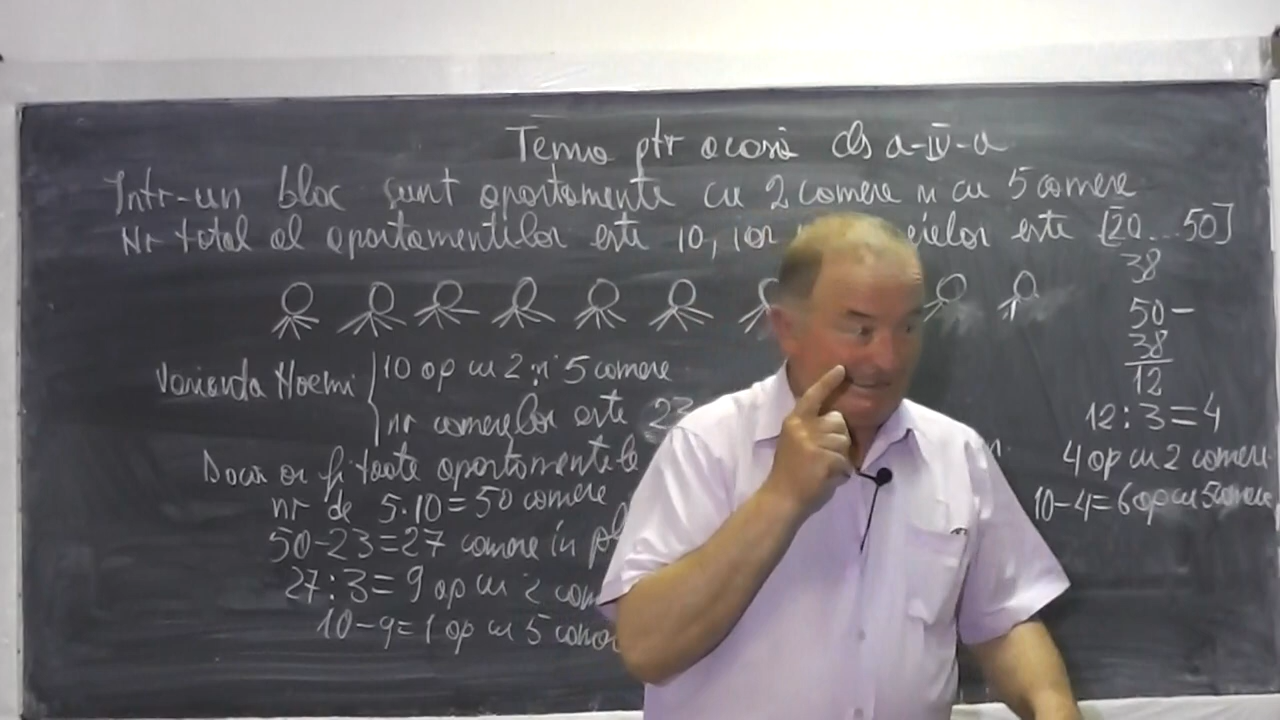 Temă ptr acasă cls a-IV-a
Într-un bloc sunt apartamente cu 2 camere și cu 5 camere
Nr total al apartamentelor este 10, iar este [20...50]
38
50-
38
12
12:3=4
4 ap cu 2 camere
10-4=6 ap cu 5 camere
Varianta Noemi
10 ap cu 2 și 5 camere
nr camerelor este 23
Dacă ar fi toate apartamentele
nr de 5·10=50 camere
50-23=27 camere în
27:3=9 ap cu 2
10-9=1 ap cu 5